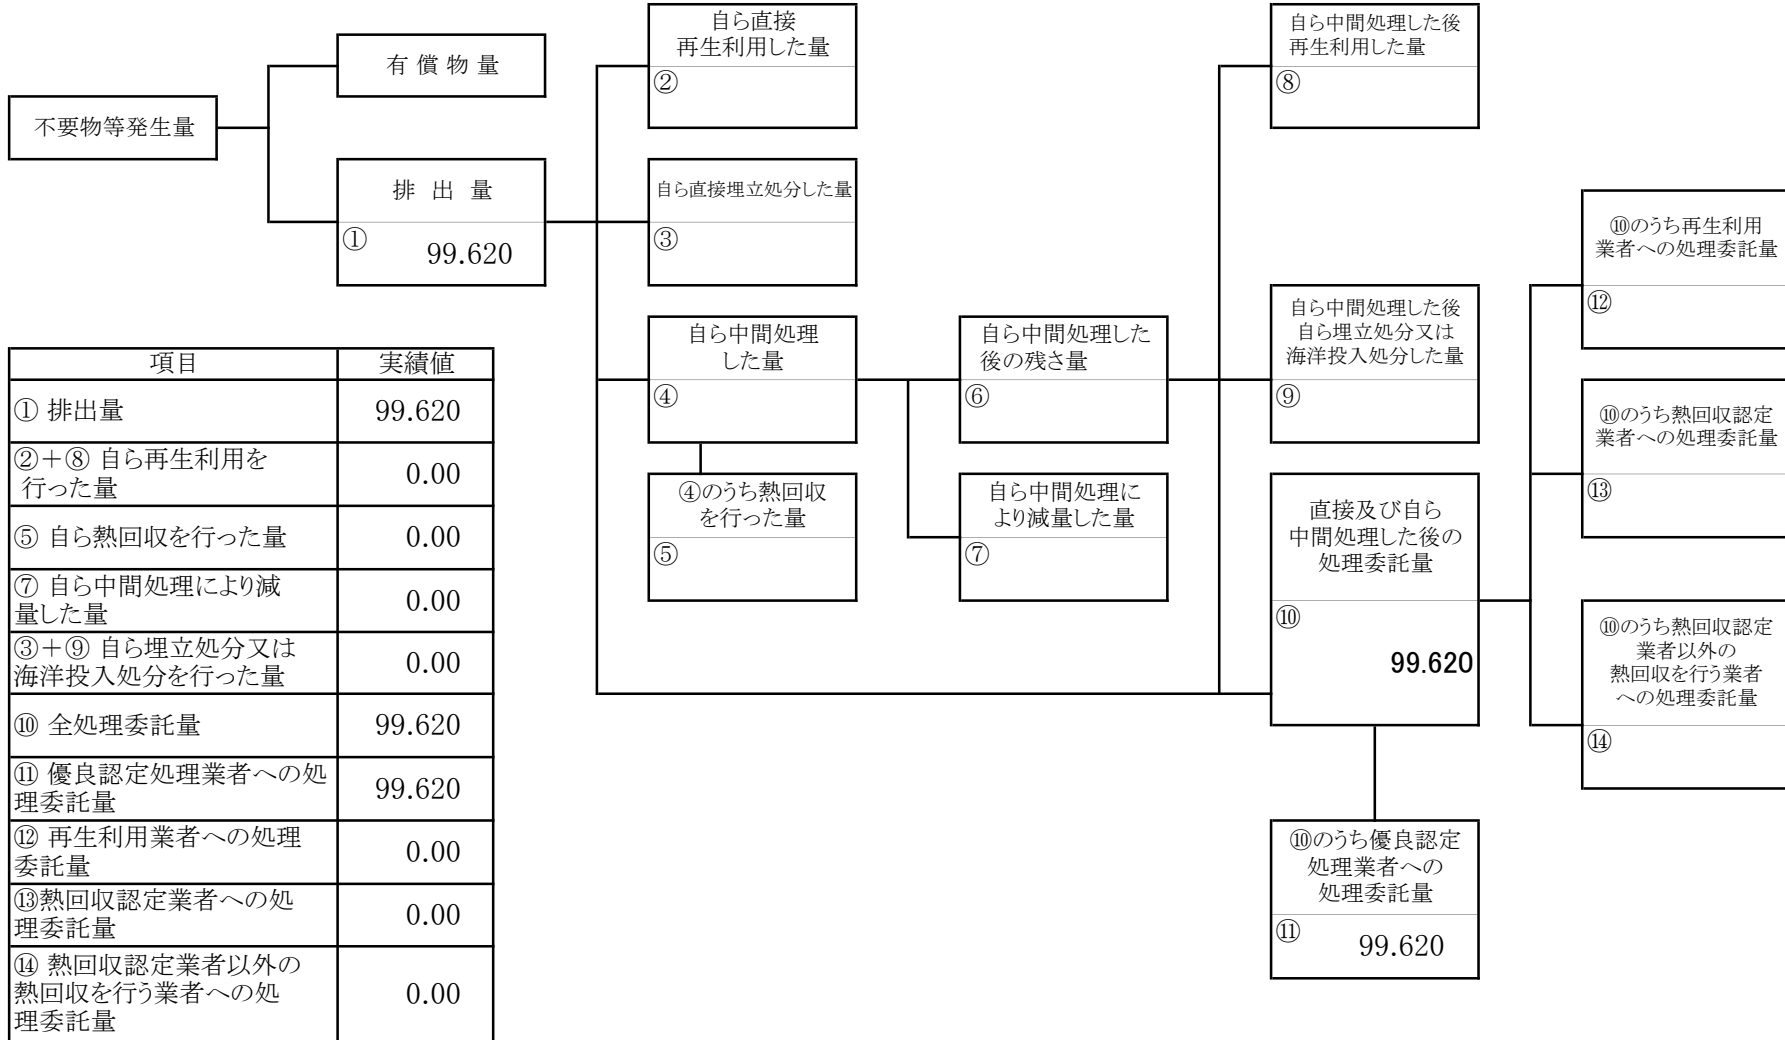 不要物等発生量
有 償 物 量
排 出 量
① 99.620
自ら直接
再生利用した量
②
自ら直接埋立処分した量
③
自ら中間処理
した量
④
④のうち熱回収
を行った量
⑤
自ら中間処理した
後の残さ量
⑥
自ら中間処理に
より減量した量
⑦
自ら中間処理した後
再生利用した量
⑧
自ら中間処理した後
自ら埋立処分又は
海洋投入処分した量
⑨
直接及び自ら
中間処理した後の
処理委託量
⑩
99.620
⑩のうち優良認定
処理業者への
処理委託量
⑪ 99.620
⑩のうち再生利用
業者への処理委託量
⑫
⑩のうち熱回収認定
業者への処理委託量
⑬
⑩のうち熱回収認定
業者以外の
熱回収を行う業者
への処理委託量
⑭
項目 実績値
① 排出量 99.620
②＋⑧ 自ら再生利用を
行った量 0.00
⑤ 自ら熱回収を行った量 0.00
⑦ 自ら中間処理により減
量した量 0.00
③＋⑨ 自ら埋立処分又は
海洋投入処分を行った量 0.00
⑩ 全処理委託量 99.620
⑪ 優良認定処理業者への処
理委託量 99.620
⑫ 再生利用業者への処理
委託量 0.00
⑬熱回収認定業者への処
理委託量 0.00
⑭ 熱回収認定業者以外の
熱回収を行う業者への処
理委託量 0.00